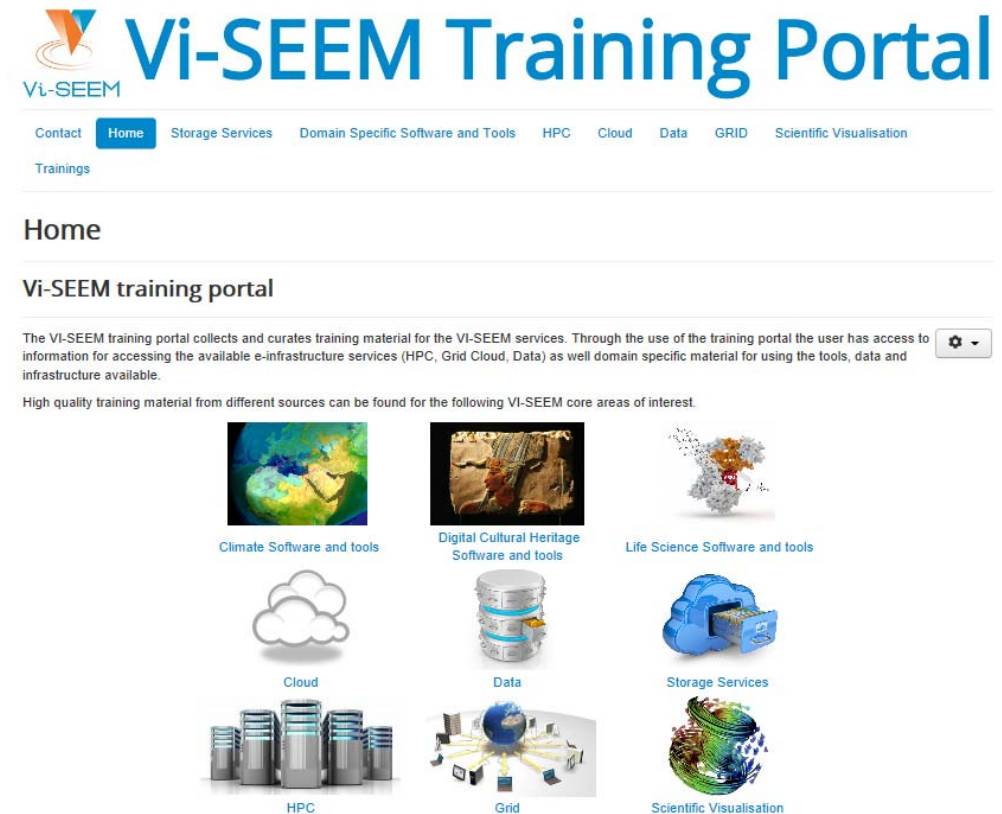 Vi-SEEM Training Portal
Vi-SEEM
Contact Home Storage Services Domain Specific Software and Tools HPC Cloud Data GRID Scientific Visualisation
Trainings
Home
Vi-SEEM training portal
The VI-SEEM training portal collects and curates training material for the VI-SEEM services. Through the use of the training portal the user has access to
information for accessing the available e-infrastructure services (HPC, Grid Cloud, Data) as well domain specific material for using the tools, data and
infrastructure available.
High quality training material from different sources can be found for the following VI-SEEM core areas of interest.
Climate Software and tools
Digital Cultural Heritage
Software and tools
Life Science Software and tools
Cloud
Data
Storage Services
HPC
Grid
Scientific Visualisation